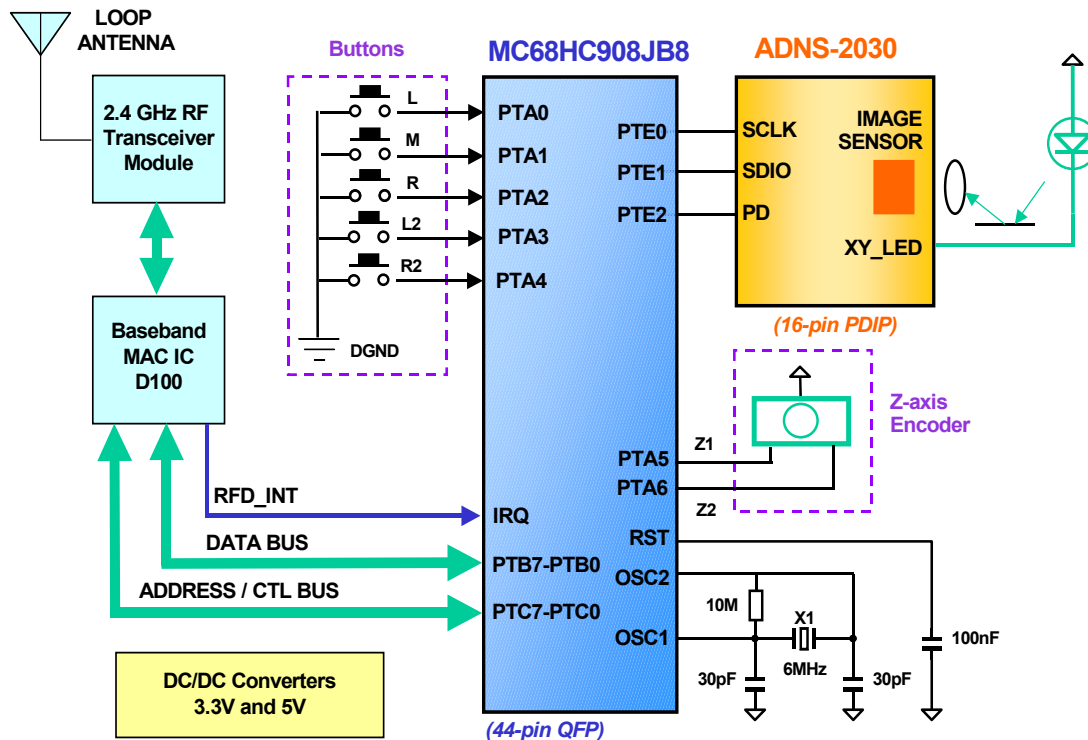 LOOP
ANTENNA
2.4 GHz RF
Transceiver
Module
Baseband
MAC IC
D100
RFD_INT
DATA BUS
ADDRESS / CTL BUS
DC/DC Converters
3.3V and 5V
Buttons
L
M
R
L2
R2
DGND
MC68HC908JB8
PTA0
PTA1
PTA2
PTA3
PTA4
IRQ
PTB7-PTB0
PTC7-PTC0
PTE0
PTE1
PTE2
PTA5
PTA6
RST
OSC2
OSC1
(44-pin QFP)
ADNS-2030
SCLK
SDIO
PD
IMAGE
SENSOR
XY_LED
(16-pin PDIP)
Z-axis
Encoder
Z1
Z2
10M
X1
6MHz
30pF
30pF
100nF